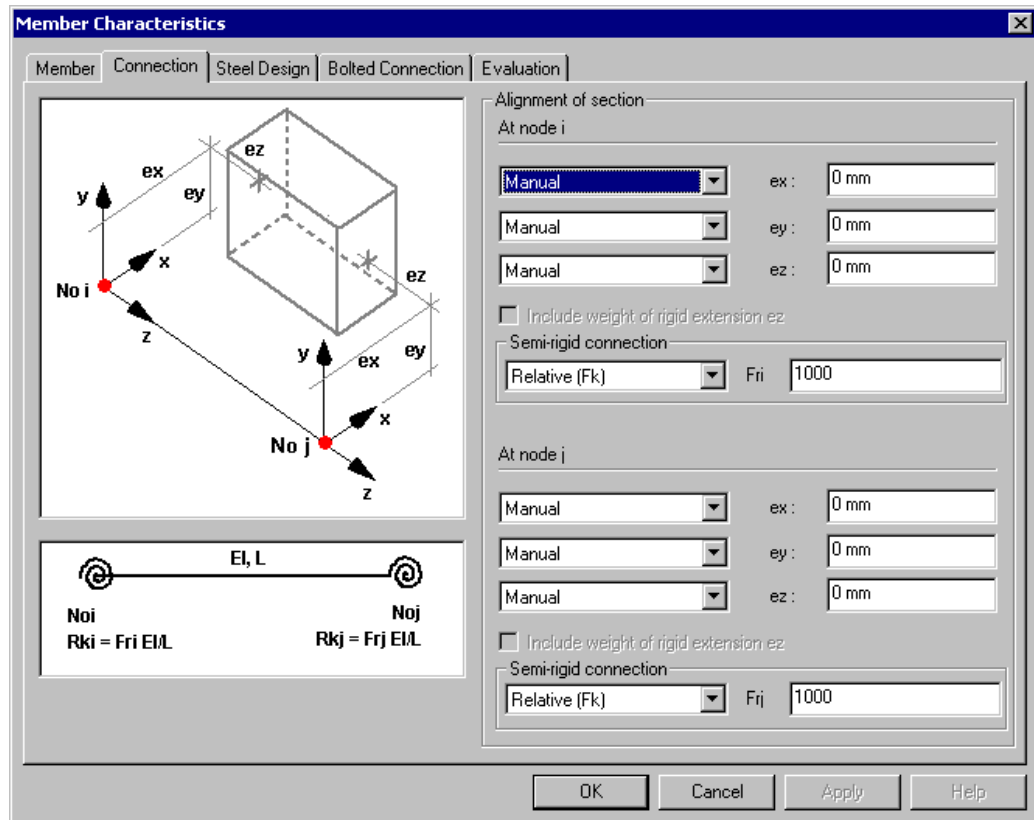 Member Characteristics
Member Connection Steel Design Bolted Connection Evaluation
ez
ex
ey
y
x
No i
z
ez
y
ex
ey
x
No j
z
EI, L
Noi Noj
Rki = Fri EI/L Rkj = Frj EI/L
Alignment of section
At node i
Manual ex : 0 mm
Manual ey : 0 mm
Manual ez : 0 mm
Include weight of rigid extension ez
Semi-rigid connection
Relative (Fk) Fri 1000
At node j
Manual ex : 0 mm
Manual ey : 0 mm
Manual ez : 0 mm
Include weight of rigid extension ez
Semi-rigid connection
Relative (Fk) Frj 1000
OK Cancel Apply Help